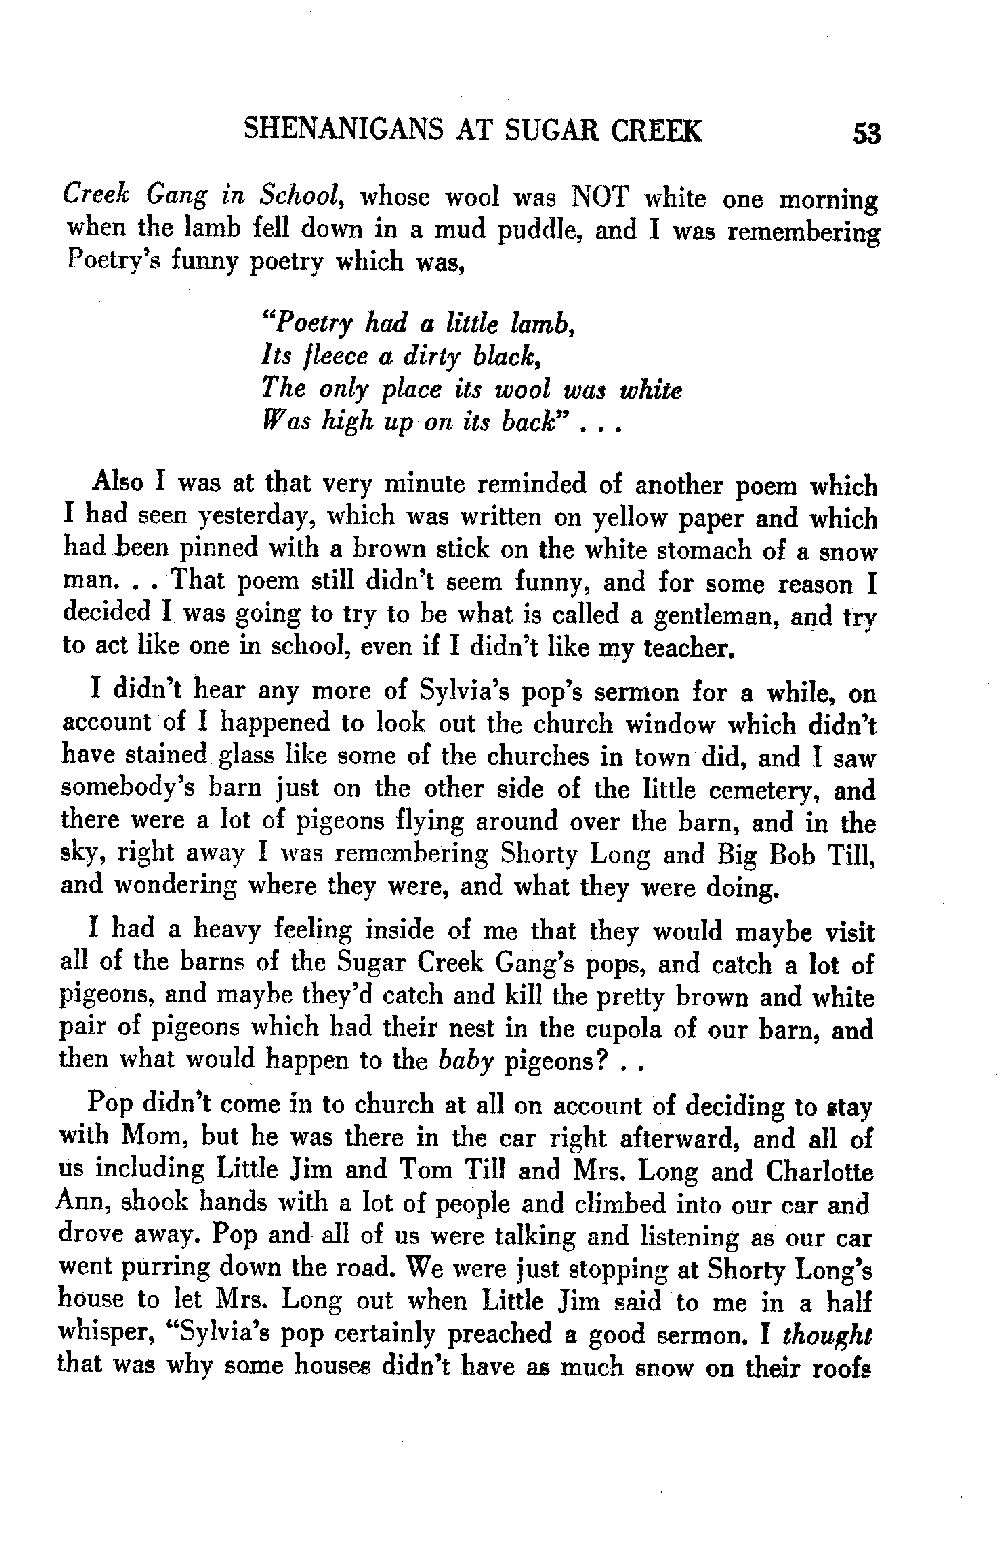 SHENANIGANS AT SUGAR CREEK 53
Creek Gang in School, whose wool was NOT white one morning
when the lamb fell down in a mud puddle, and I was remembering
Poetry's funny poetry which was,
"Poetry had a little lamb,
Its fleece a dirty black,
The only place its wool was white
Was high up on its back" . . .
Also I was at that very minute reminded of another poem which
I had seen yesterday, which was written on yellow paper and which
had been pinned with a brown stick on the white stomach of a snow
man. . . That poem still didn't seem funny, and for some reason I
decided I was going to try to be what is called a gentleman, and try
to act like one in school, even if I didn't like my teacher.
I didn't hear any more of Sylvia's pop's sermon for a while, on
account of I happened to look out the church window which didn't
have stained glass like some of the churches in town did, and I saw
somebody's barn just on the other side of the little cemetery, and
there were a lot of pigeons flying around over the barn, and in the
sky, right away I was remembering Shorty Long and Big Bob Till,
and wondering where they were, and what they were doing.
I had a heavy feeling inside of me that they would maybe visit
all of the barns of the Sugar Creek Gang's pops, and catch a lot of
pigeons, and maybe they'd catch and kill the pretty brown and white
pair of pigeons which had their nest in the cupola of our barn, and
then what would happen to the baby pigeons? . .
Pop didn't come in to church at all on account of deciding to stay
with Mom, but he was there in the car right afterward, and all of
us including Little Jim and Tom Till and Mrs. Long and Charlotte
Ann, shook hands with a lot of people and climbed into our car and
drove away. Pop and all of us were talking and listening as our car
went purring down the road. We were just stopping at Shorty Long's
house to let Mrs. Long out when Little Jim said to me in a half
whisper, "Sylvia's pop certainly preached a good sermon. I thought
that was why some houses didn't have as much snow on their roofs